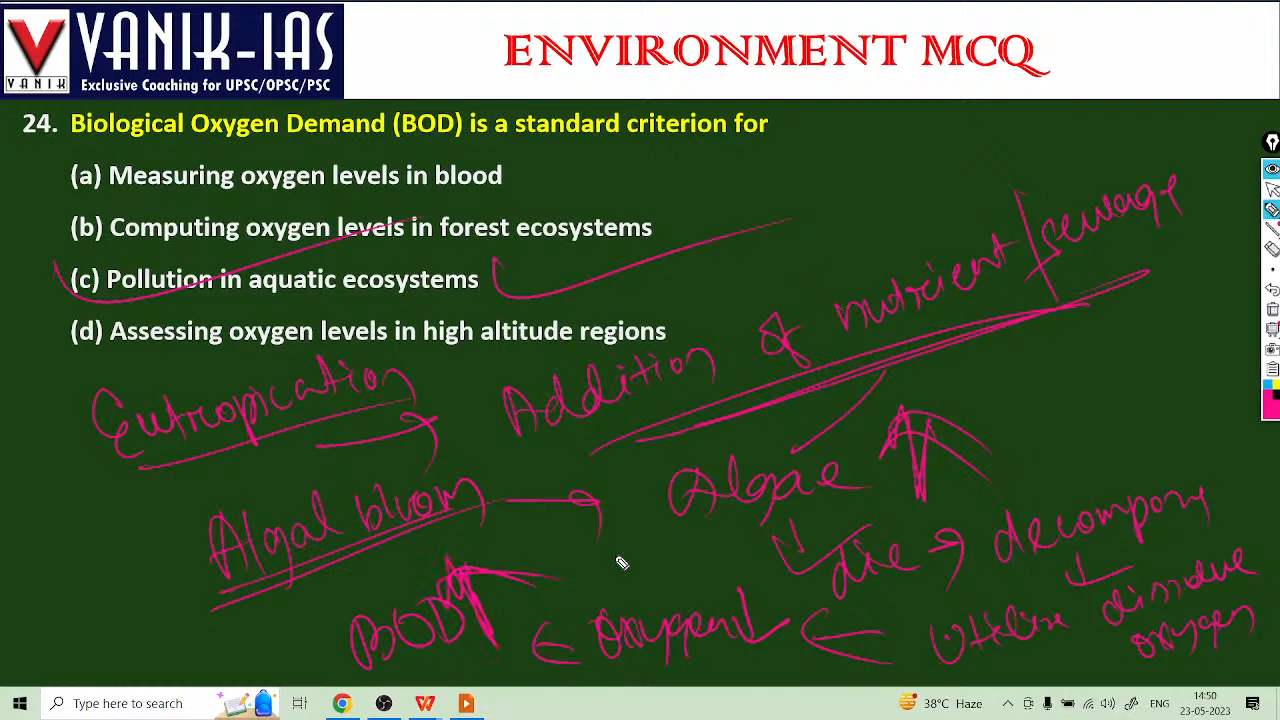 VANIK-IAS
VANIK
Exclusive Coaching for UPSC/OPSC/PSC
ENVIRONMENT MCQ
24. Biological Oxygen Demand (BOD) is a standard criterion for
(a) Measuring oxygen levels in blood
(b) Computing oxygen levels in forest ecosystems
(c) Pollution in aquatic ecosystems
(d) Assessing oxygen levels in high altitude regions
Eutropication → Addition of nutrient/sewage
Algal bloom → Algae ↑
die → decompory
BOD ↑ ← Oxygen ↓ ← Utilize dissolve
oxygen
Type here to search
38°C Haze
ENG
14:50
23-05-2023